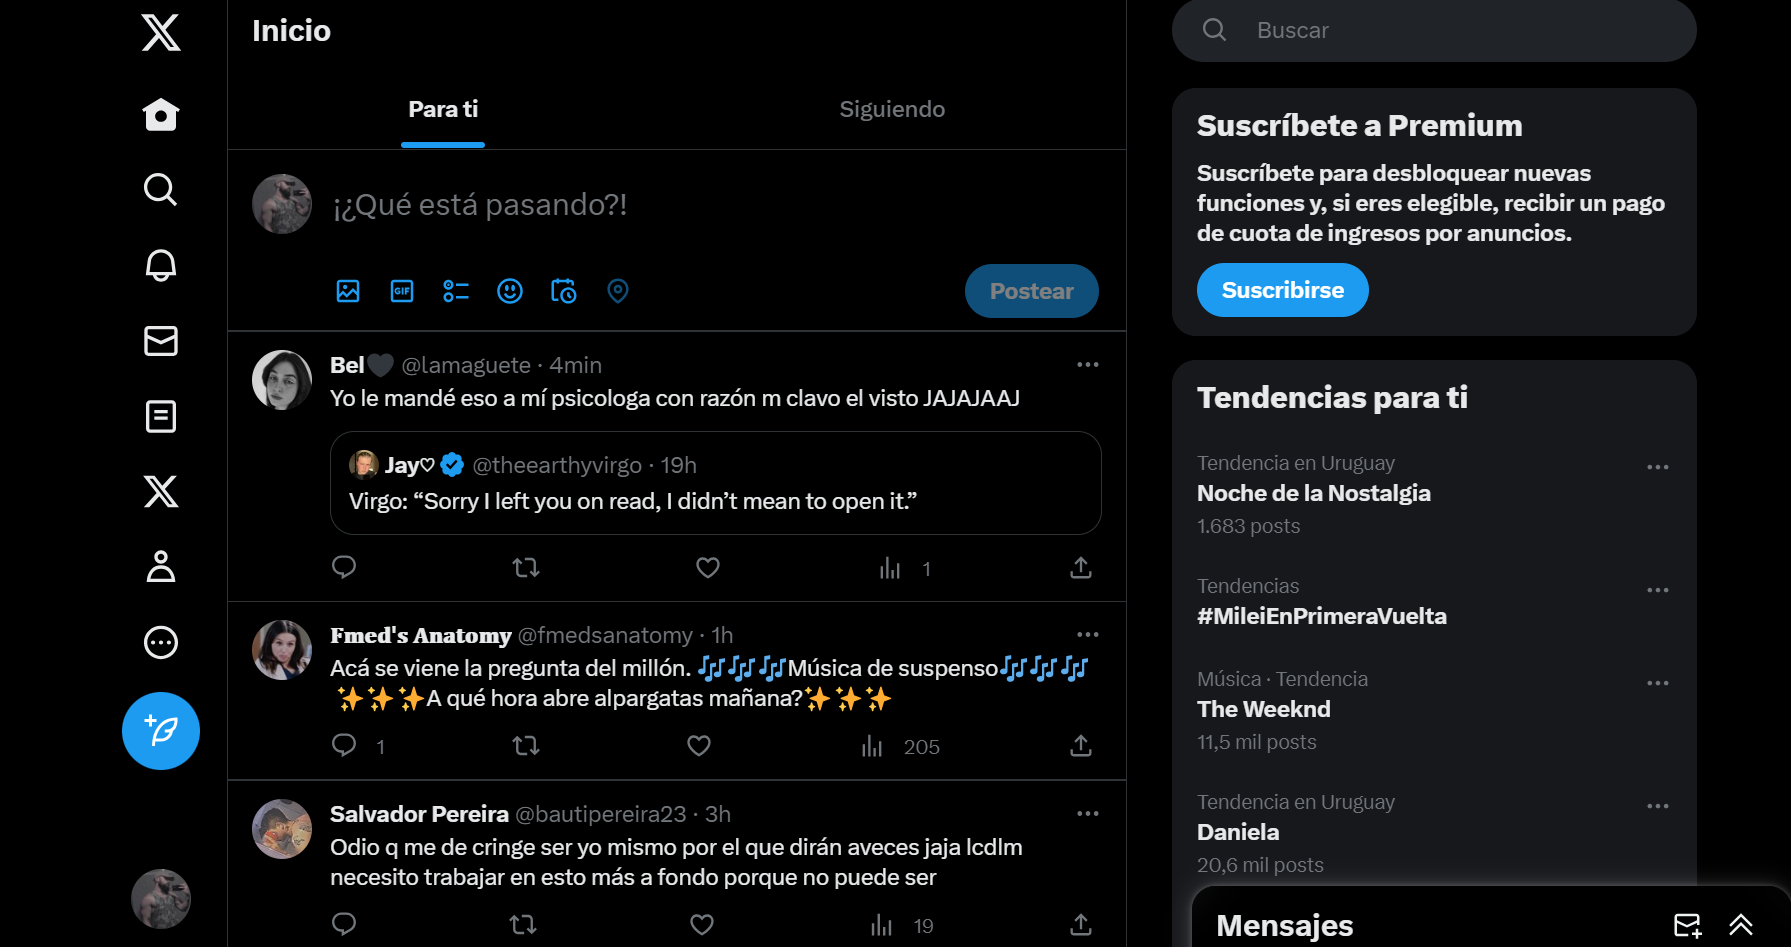 Inicio
Para ti
Siguiendo
¡¿Qué está pasando?!
GIF
Postear
Bel🖤 @lamaguete · 4min
Yo le mandé eso a mí psicologa con razón m clavo el visto JAJAJAAJ
Jay♡ @theearthyvirgo · 19h
Virgo: “Sorry I left you on read, I didn’t mean to open it.”
1
Fmed's Anatomy @fmedsanatomy · 1h
Acá se viene la pregunta del millón. 🎶🎶🎶Música de suspenso🎶🎶🎶
✨✨✨A qué hora abre alpargatas mañana?✨✨✨
1
205
Salvador Pereira @bautipereira23 · 3h
Odio q me de cringe ser yo mismo por el que dirán aveces jaja lcdlm
necesito trabajar en esto más a fondo porque no puede ser
19
Buscar
Suscríbete a Premium
Suscríbete para desbloquear nuevas
funciones y, si eres elegible, recibir un pago
de cuota de ingresos por anuncios.
Suscribirse
Tendencias para ti
Tendencia en Uruguay
Noche de la Nostalgia
1.683 posts
Tendencias
#MileiEnPrimeraVuelta
Música · Tendencia
The Weeknd
11,5 mil posts
Tendencia en Uruguay
Daniela
20,6 mil posts
Mensajes